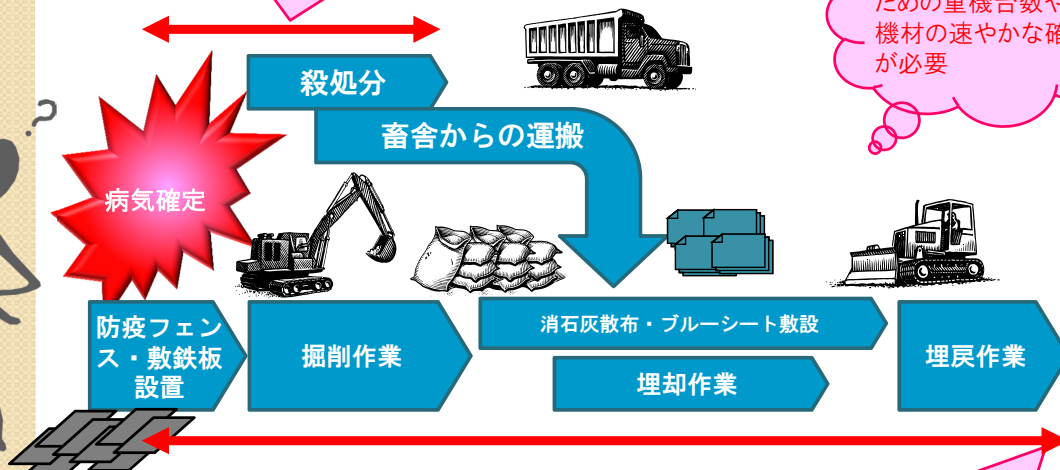 ための重機台数や
機材の速やかな確
が必要
殺処分
畜舎からの運搬
病気確定
防疫フェン
ス・敷鉄板
設置
掘削作業
消石灰散布・ブルーシート敷設
埋却作業
埋戻作業